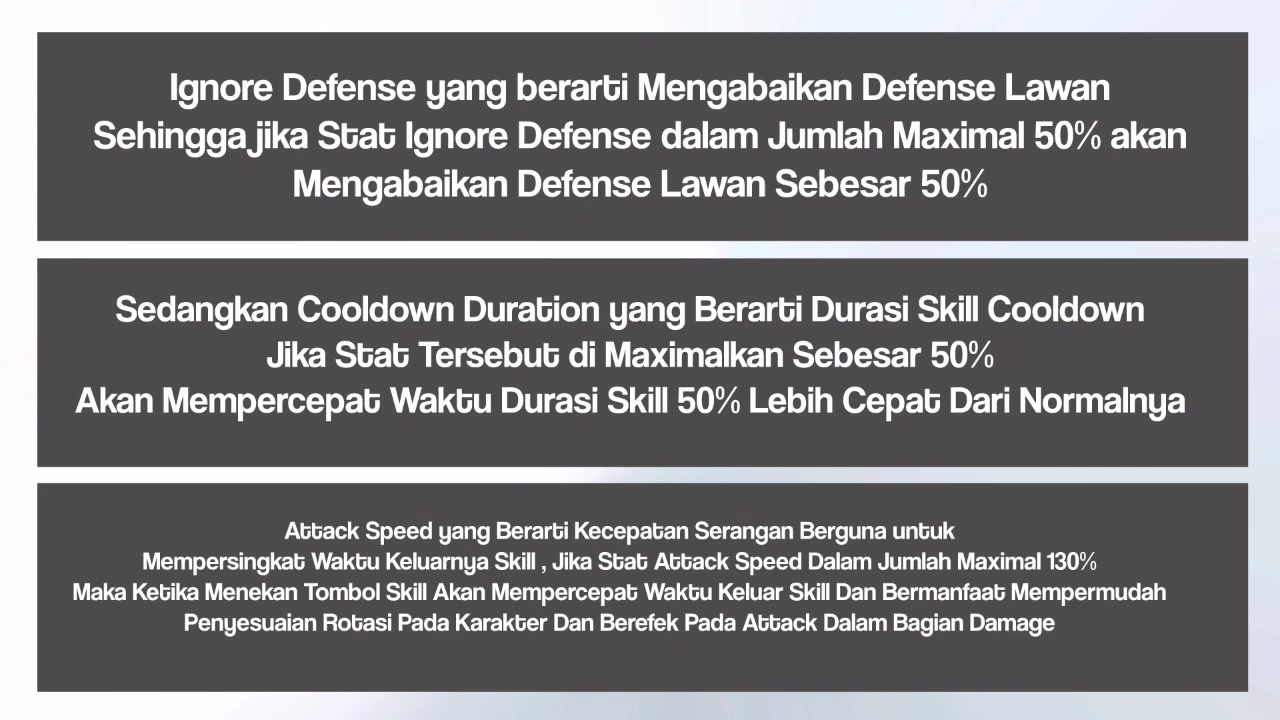 Ignore Defense yang berarti Mengabaikan Defense Lawan
Sehingga jika Stat Ignore Defense dalam Jumlah Maximal 50% akan
Mengabaikan Defense Lawan Sebesar 50%
Sedangkan Cooldown Duration yang Berarti Durasi Skill Cooldown
Jika Stat Tersebut di Maximalkan Sebesar 50%
Akan Mempercepat Waktu Durasi Skill 50% Lebih Cepat Dari Normalnya
Attack Speed yang Berarti Kecepatan Serangan Berguna untuk
Mempersingkat Waktu Keluarnya Skill , Jika Stat Attack Speed Dalam Jumlah Maximal 130%
Maka Ketika Menekan Tombol Skill Akan Mempercepat Waktu Keluar Skill Dan Bermanfaat Mempermudah
Penyesuaian Rotasi Pada Karakter Dan Berefek Pada Attack Dalam Bagian Damage